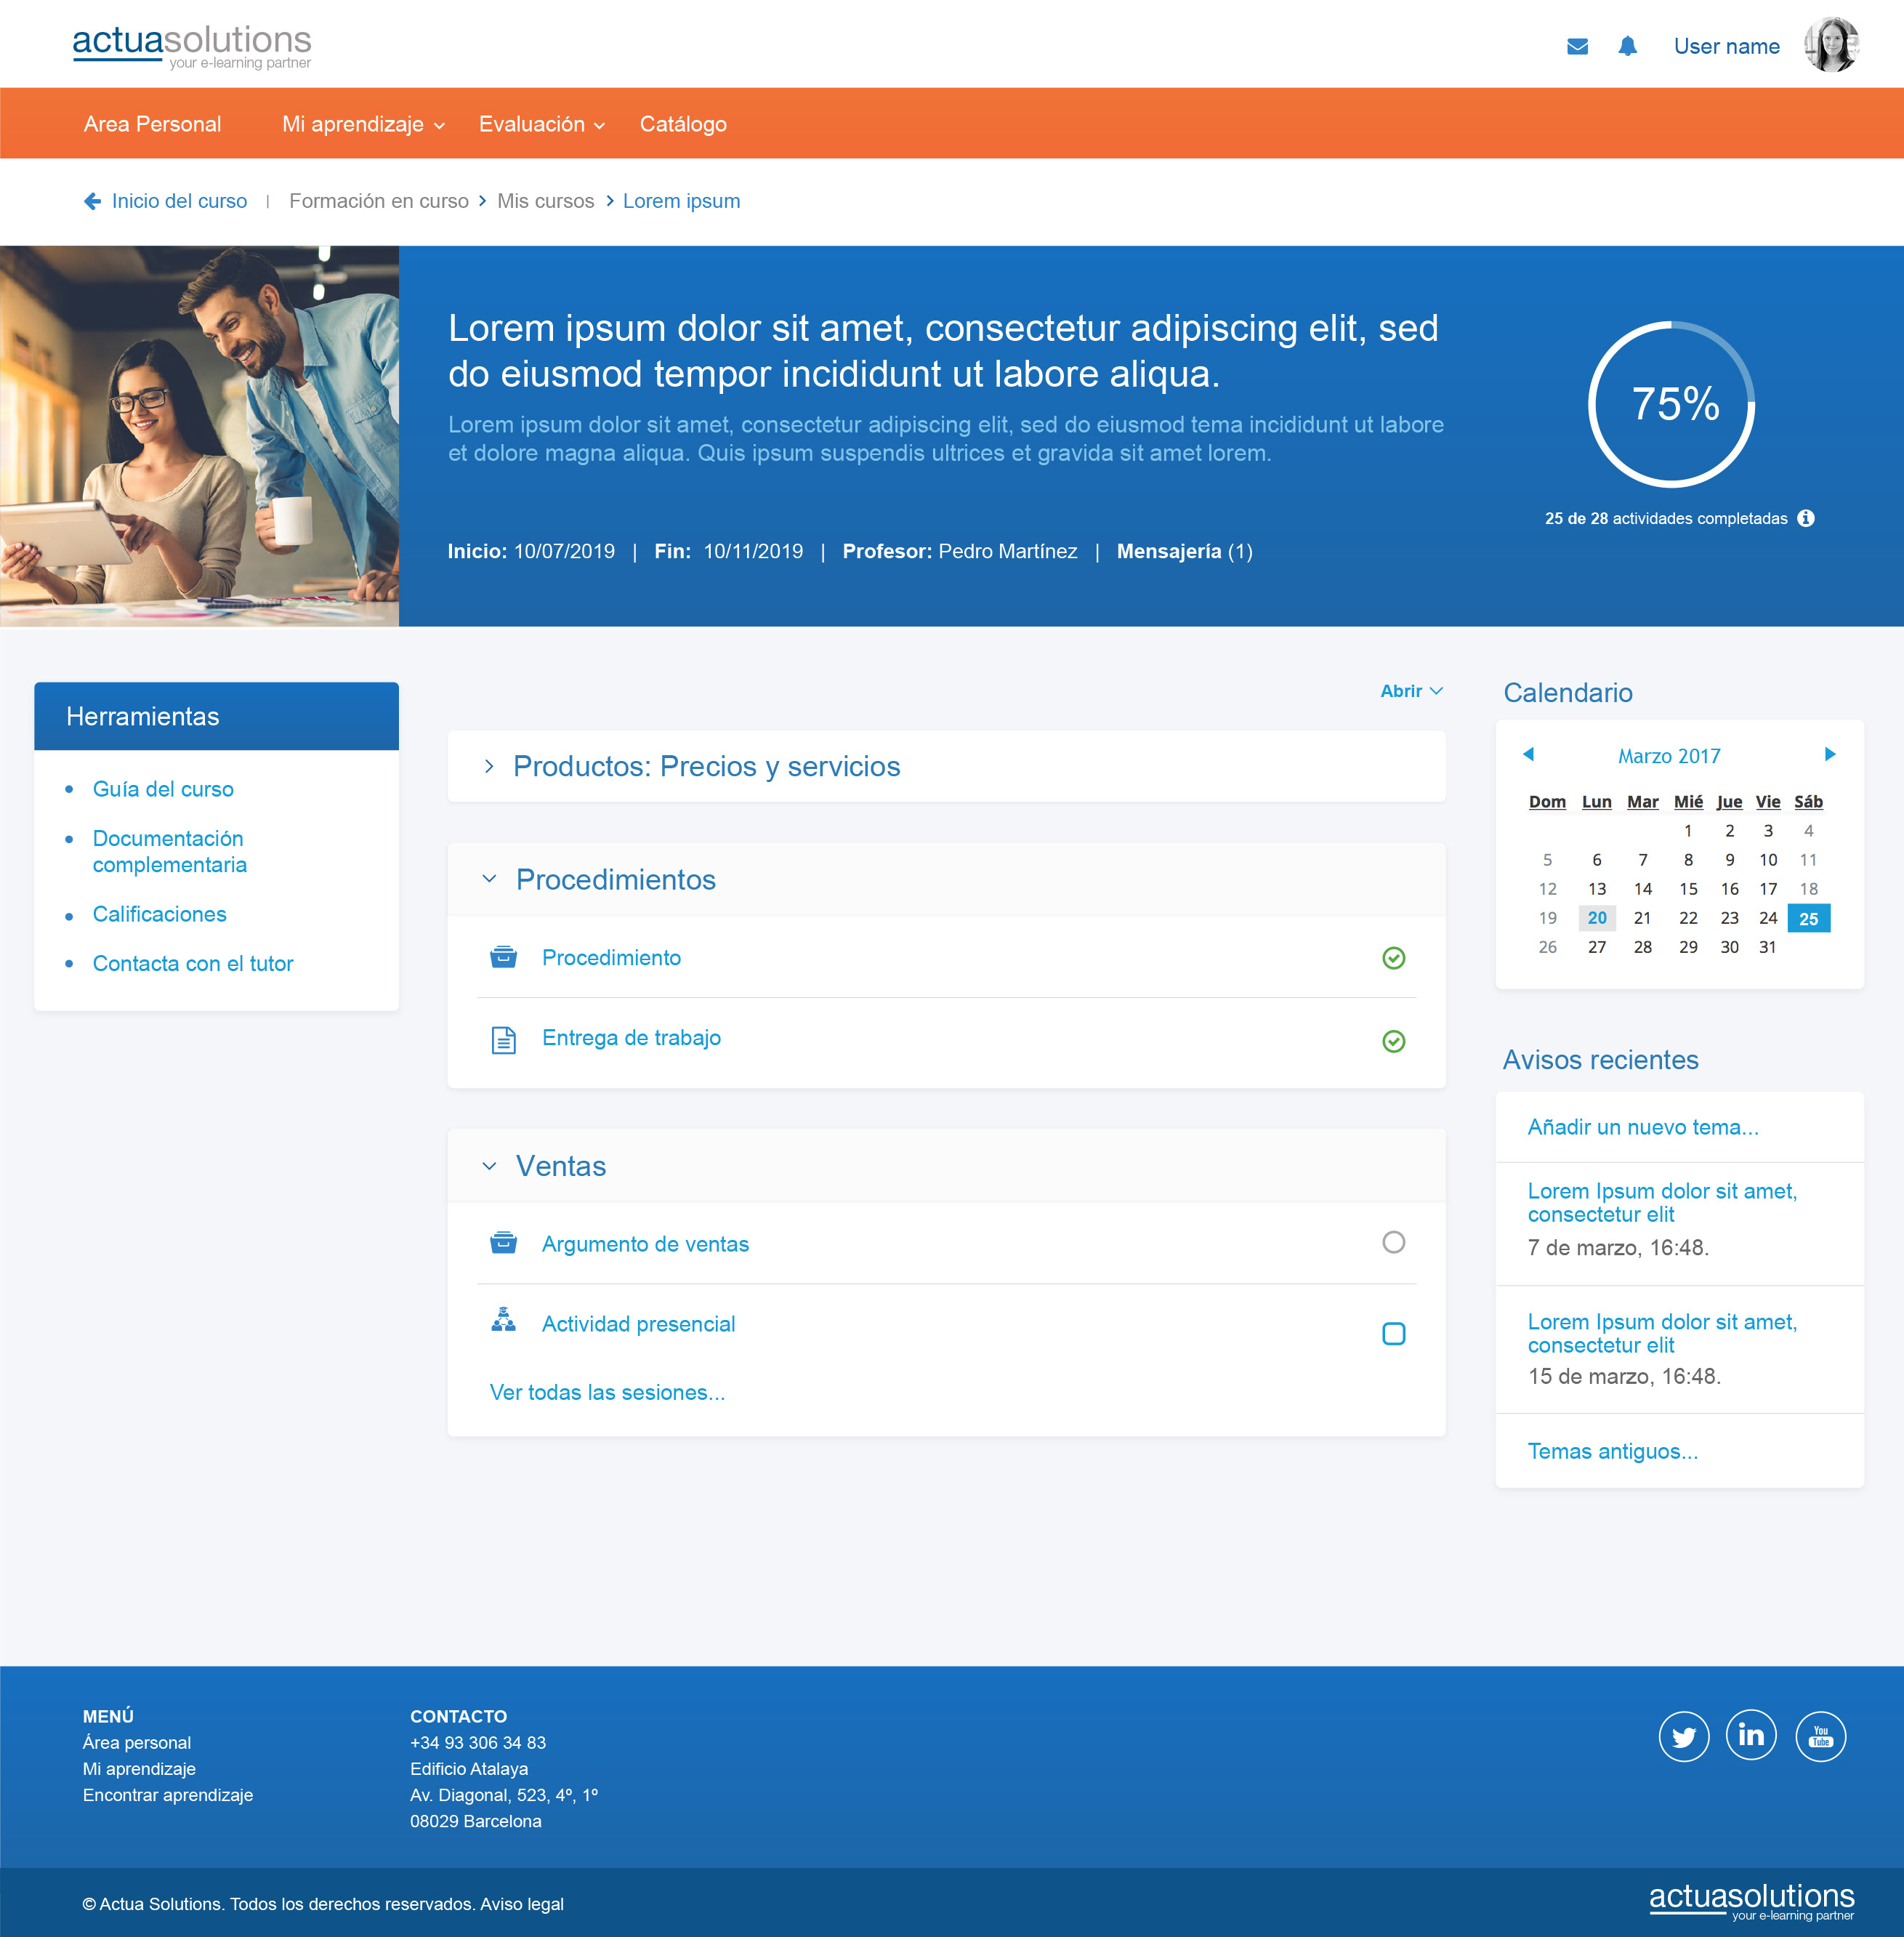 actuasolutions
your e-learning partner
User name
Area Personal Mi aprendizaje Evaluación Catálogo
Inicio del curso | Formación en curso > Mis cursos > Lorem ipsum
Lorem ipsum dolor sit amet, consectetur adipiscing elit, sed
do eiusmod tempor incididunt ut labore aliqua.
Lorem ipsum dolor sit amet, consectetur adipiscing elit, sed do eiusmod tema incididunt ut labore
et dolore magna aliqua. Quis ipsum suspendis ultrices et gravida sit amet lorem.
Inicio: 10/07/2019 | Fin: 10/11/2019 | Profesor: Pedro Martínez | Mensajería (1)
75%
25 de 28 actividades completadas
Herramientas
Guía del curso
Documentación
complementaria
Calificaciones
Contacta con el tutor
Abrir
Productos: Precios y servicios
Procedimientos
Procedimiento
Entrega de trabajo
Ventas
Argumento de ventas
Actividad presencial
Ver todas las sesiones...
Calendario
Marzo 2017
Dom Lun Mar Mié Jue Vie Sáb
1 2 3 4
5 6 7 8 9 10 11
12 13 14 15 16 17 18
19 20 21 22 23 24 25
26 27 28 29 30 31
Avisos recientes
Añadir un nuevo tema...
Lorem Ipsum dolor sit amet,
consectetur elit
7 de marzo, 16:48.
Lorem Ipsum dolor sit amet,
consectetur elit
15 de marzo, 16:48.
Temas antiguos...
MENÚ
Área personal
Mi aprendizaje
Encontrar aprendizaje
CONTACTO
+34 93 306 34 83
Edificio Atalaya
Av. Diagonal, 523, 4º, 1º
08029 Barcelona
in
You
Tube
© Actua Solutions. Todos los derechos reservados. Aviso legal
actuasolutions
your e-learning partner